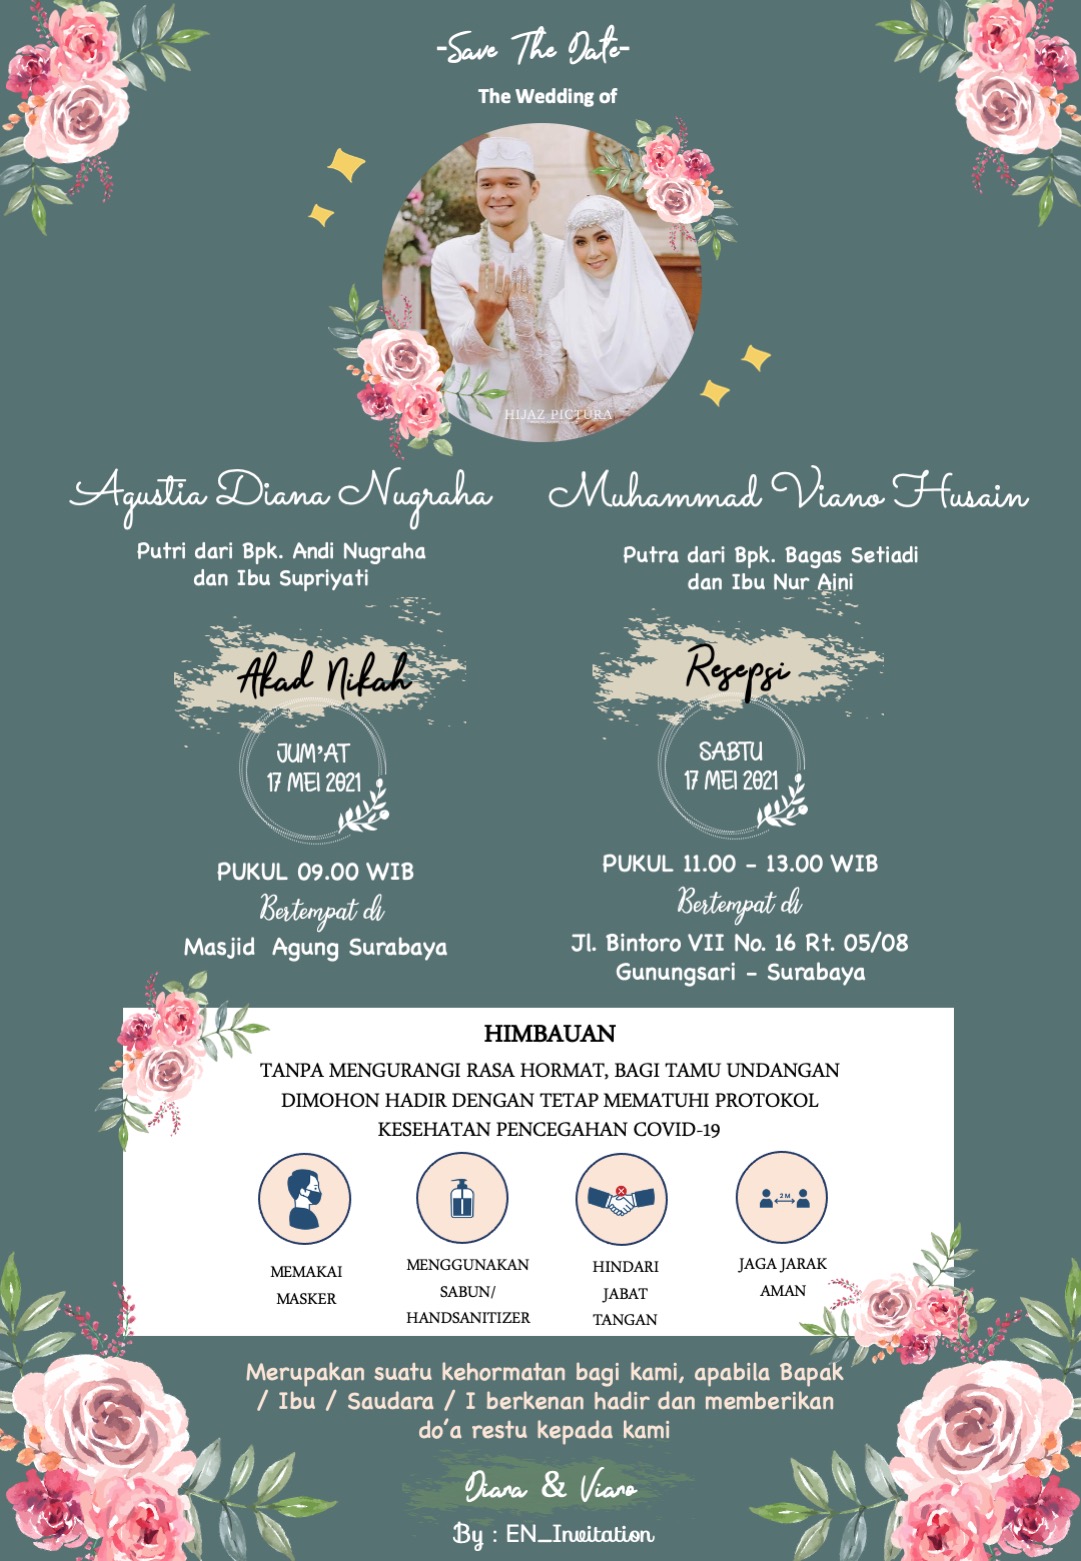 -Save The Date-
The Wedding of
HIJAZ PICTURA
Agustia Diana Nugraha
Putri dari Bpk. Andi Nugraha
dan Ibu Supriyati
Muhammad Viano Husain
Putra dari Bpk. Bagas Setiadi
dan Ibu Nur Aini
Akad Nikah
JUM'AT
17 MEI 2021
PUKUL 09.00 WIB
Bertempat di
Masjid Agung Surabaya
Resepsi
SABTU
17 MEI 2021
PUKUL 11.00 – 13.00 WIB
Bertempat di
Jl. Bintoro VII No. 16 Rt. 05/08
Gunungsari – Surabaya
HIMBAUAN
TANPA MENGURANGI RASA HORMAT, BAGI TAMU UNDANGAN
DIMOHON HADIR DENGAN TETAP MEMATUHI PROTOKOL
KESEHATAN PENCEGAHAN COVID-19
2 M
MEMAKAI
MASKER
MENGGUNAKAN
SABUN/
HANDSANITIZER
HINDARI
JABAT
TANGAN
JAGA JARAK
AMAN
Merupakan suatu kehormatan bagi kami, apabila Bapak
/ Ibu / Saudara / I berkenan hadir dan memberikan
do'a restu kepada kami
Diana & Viano
By : EN_Invitation